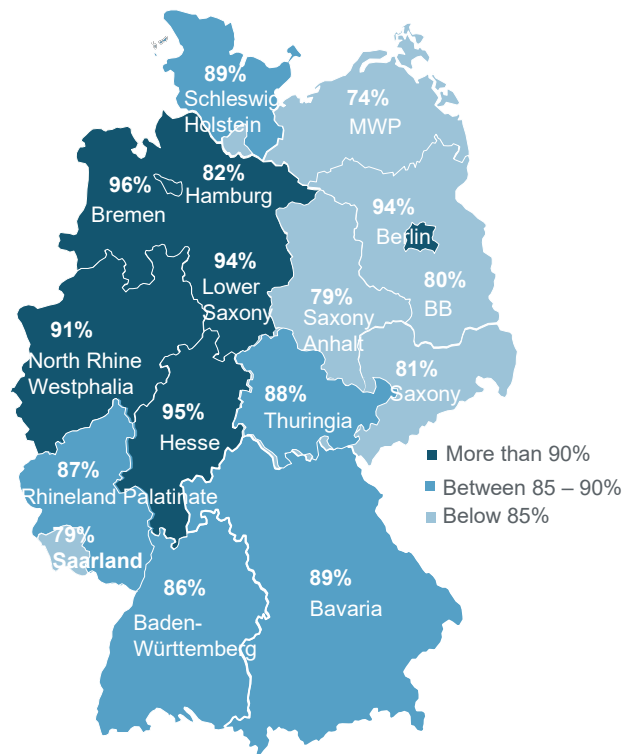 89%
Schleswig
Holstein
74%
MWP
82%
Hamburg
96%
Bremen
94%
Berlin
94%
Lower
Saxony
80%
BB
79%
Saxony
Anhalt
91%
North Rhine
Westphalia
81%
Saxony
88%
Thuringia
95%
Hesse
87%
Rhineland Palatinate
79%
Saarland
86%
Baden-
Württemberg
89%
Bavaria
More than 90%
Between 85 – 90%
Below 85%